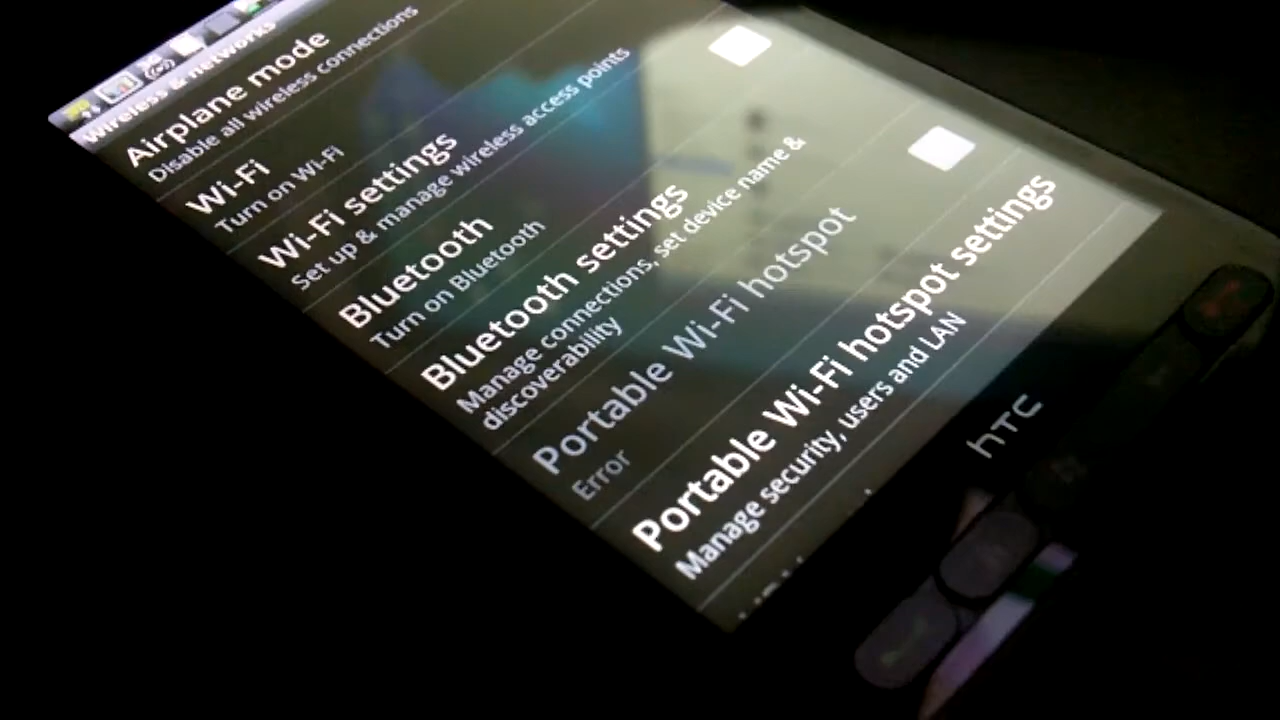 Wireless & networks
Airplane mode
Disable all wireless connections
Wi-Fi
Turn on Wi-Fi
Wi-Fi settings
Set up & manage wireless access points
Bluetooth
Turn on Bluetooth
Bluetooth settings
Manage connections, set device name &
discoverability
Portable Wi-Fi hotspot
Error
Portable Wi-Fi hotspot settings
Manage security, users and LAN
hTC